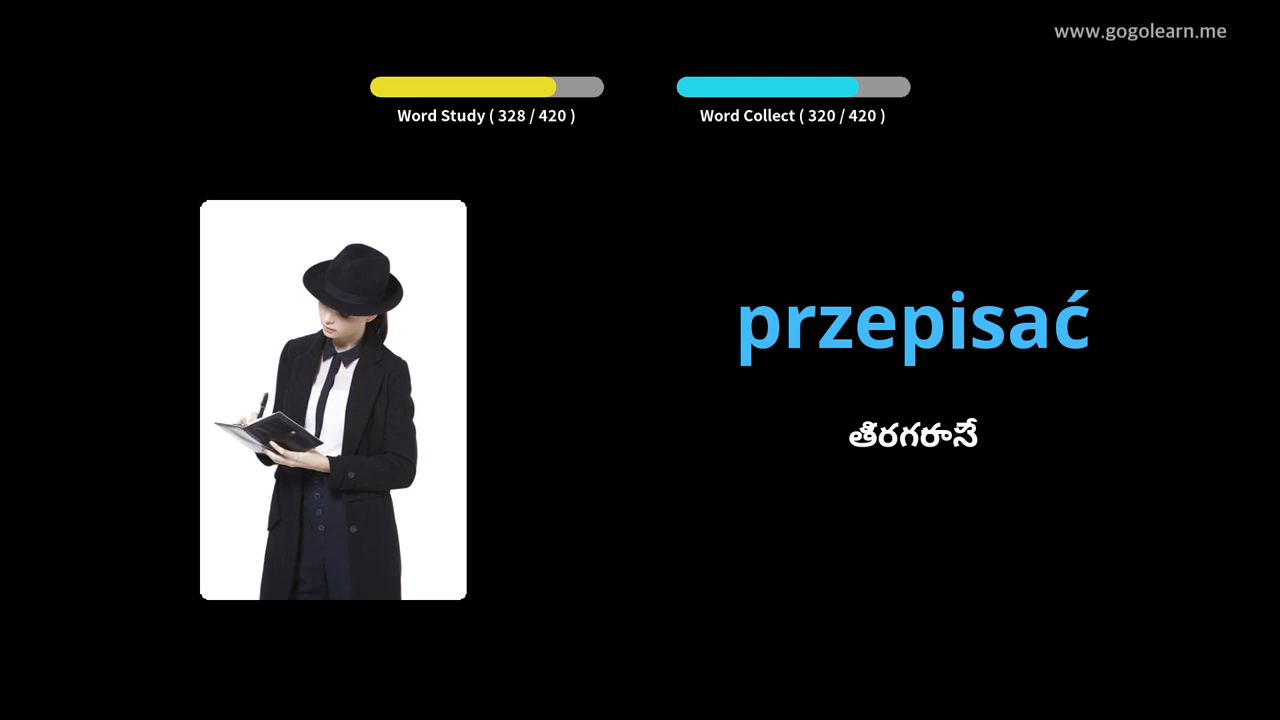 www.gogolearn.me
Word Study ( 328 / 420 )
Word Collect ( 320 / 420 )
przepisać
తిరగరాసే